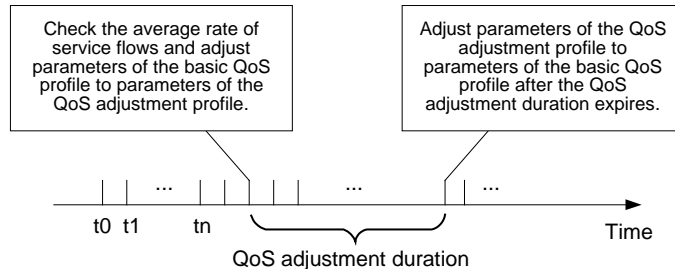 Check the average rate of
service flows and adjust
parameters of the basic QoS
profile to parameters of the
QoS adjustment profile.
Adjust parameters of the QoS
adjustment profile to
parameters of the basic QoS
profile after the QoS
adjustment duration expires.
... ... ...
t0 t1 tn Time
QoS adjustment duration